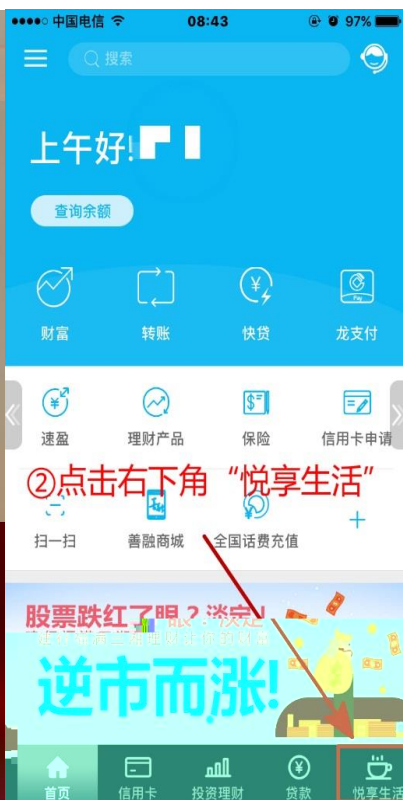 中国电信 08:43 97%
搜索
上午好!
查询余额
财富 转账 快贷 龙支付
Pay
速盈 理财产品 保险 信用卡申请
②点击右下角“悦享生活”
扫一扫 善融商城 全国话费充值
股票跌红了眼?淡定!
逆市而涨!
首页 信用卡 投资理财 贷款 悦享生活